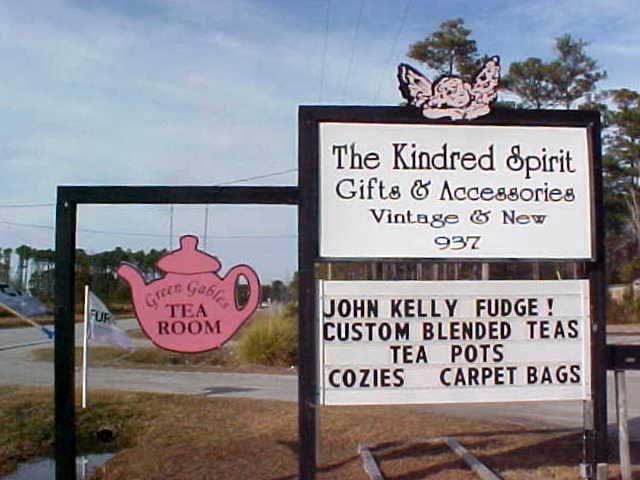 The Kindred Spirit
Gifts & Accessories
Vintage & New
937
Green Gables
TEA
ROOM
JOHN KELLY FUDGE!
CUSTOM BLENDED TEAS
TEA POTS
COZIES CARPET BAGS
FUR